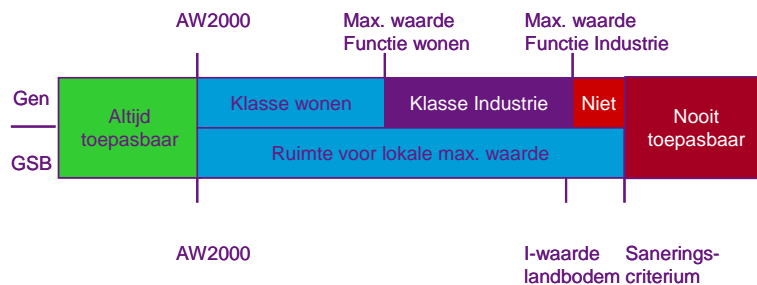 AW2000
Max. waarde
Functie wonen
Max. waarde
Functie Industrie
Gen
GSB
Altijd
toepasbaar
Klasse wonen
Klasse Industrie
Niet
Nooit
toepasbaar
Ruimte voor lokale max. waarde
AW2000
I-waarde
landbodem
Sanerings-
criterium